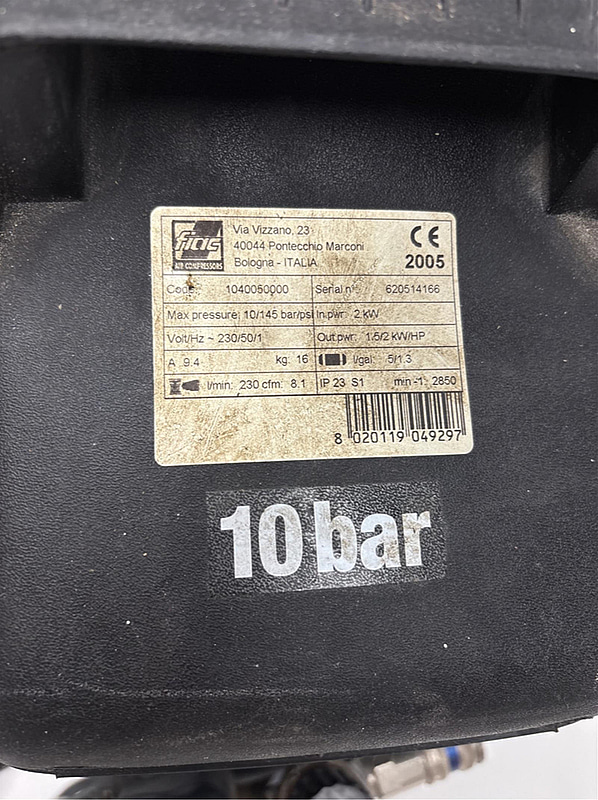 fiac
AIR COMPRESSORS
Via Vizzano, 23
40044 Pontecchio Marconi
Bologna - ITALIA
CE
2005
Code: 1040050000 Serial n°: 620514166
Max pressure: 10/145 bar/psi In.pwr: 2 kW
Volt/Hz ~ 230/50/1 Out.pwr: 1.5/2 kW/HP
A 9.4 kg: 16 l/gal: 5/1.3
l/min: 230 cfm: 8.1 IP 23 S1 min-1: 2850
8 020119 049297
10 bar